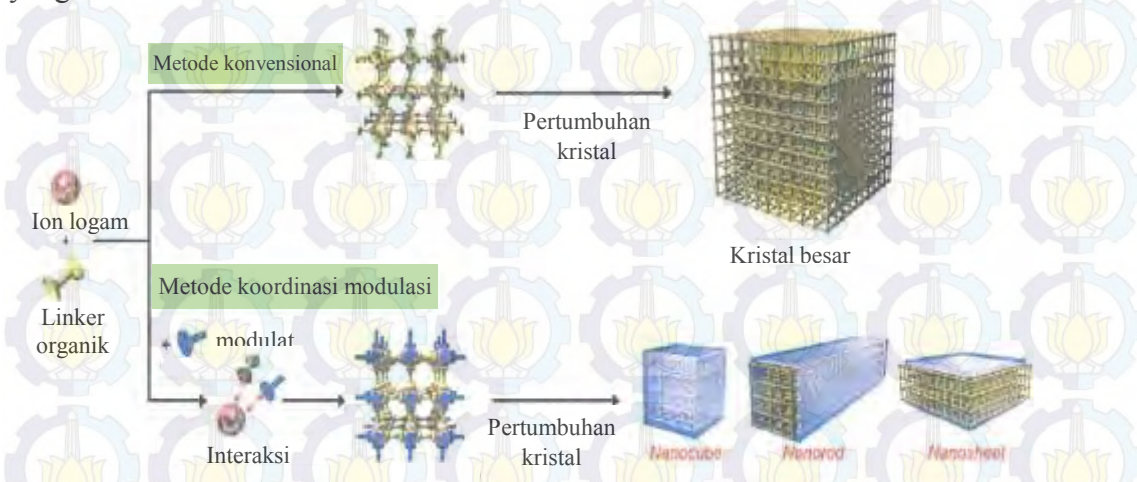 Metode konvensional
Pertumbuhan
kristal
Ion logam
+
Linker
organik
Kristal besar
Metode koordinasi modulasi
+
modulat
Interaksi
Pertumbuhan
kristal
Nanocube
Nanorod
Nanosheet